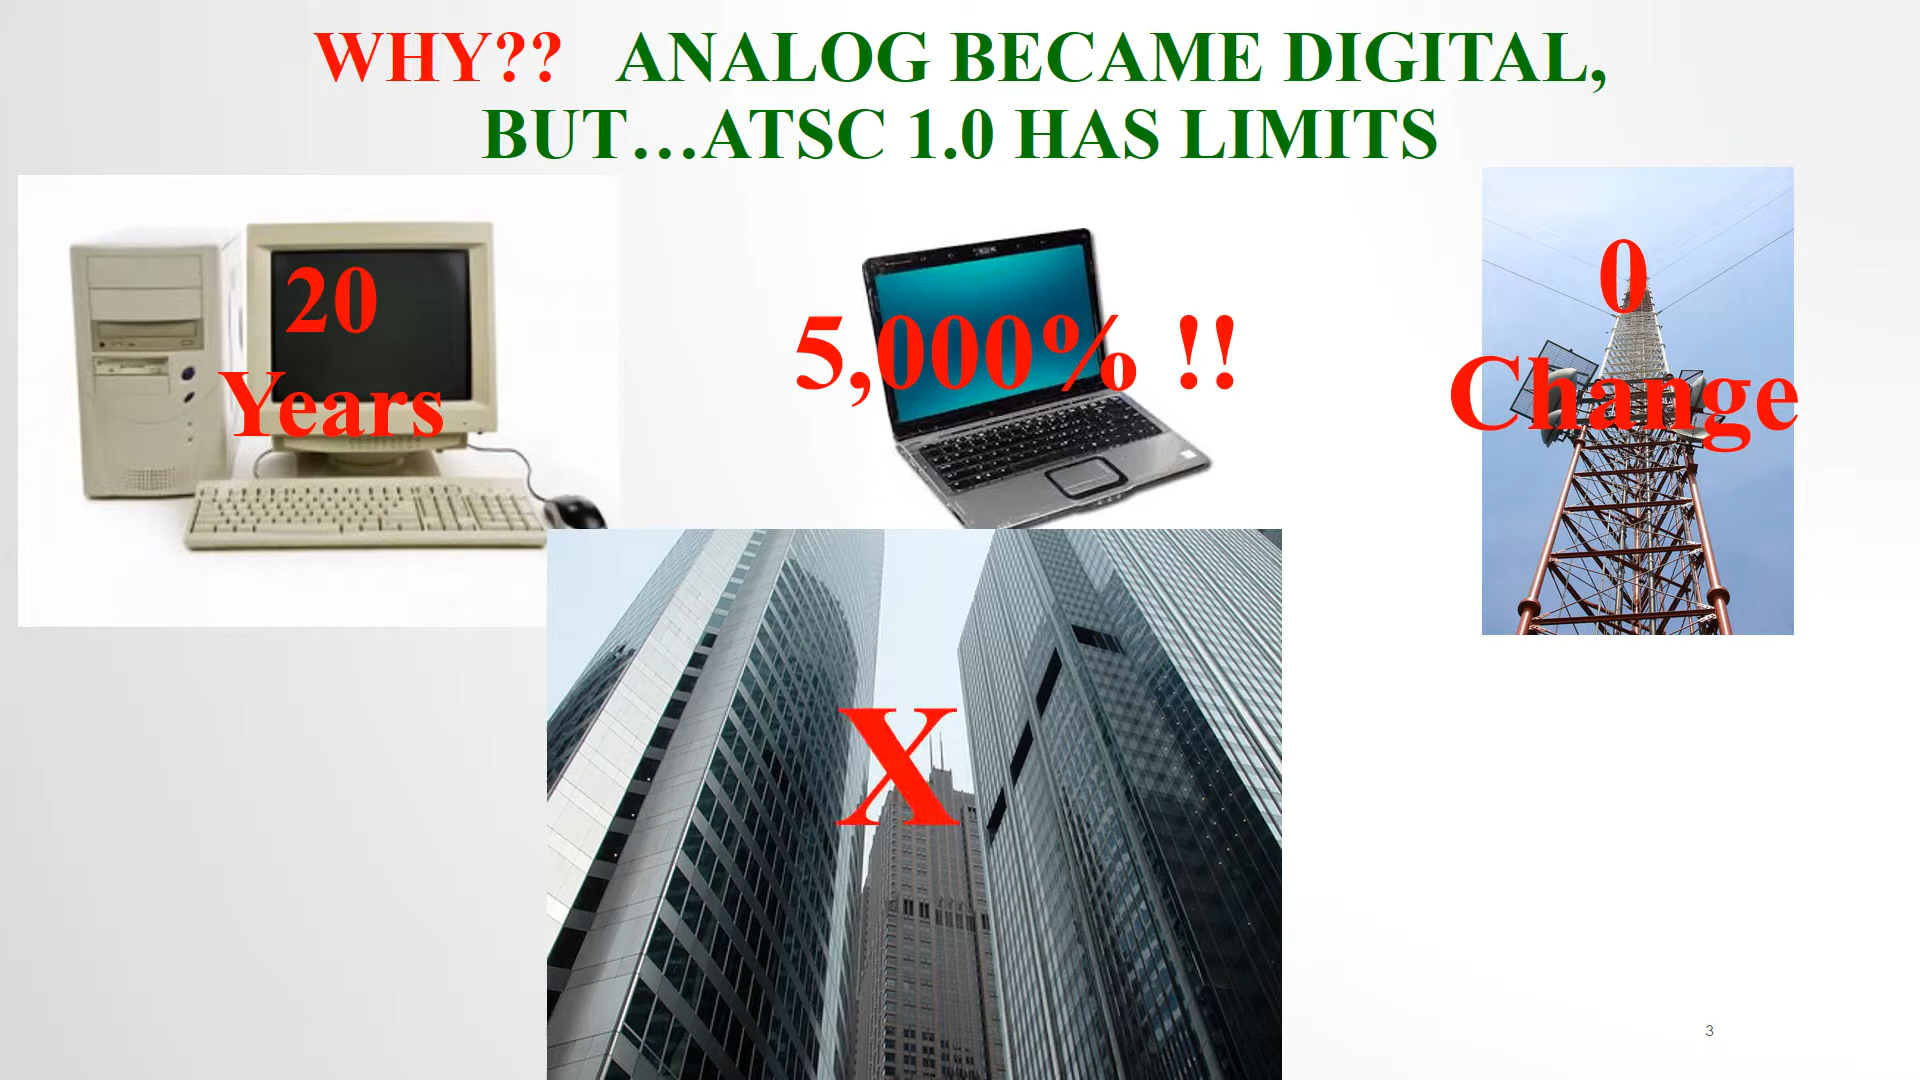 WHY?? ANALOG BECAME DIGITAL,
BUT…ATSC 1.0 HAS LIMITS
20
Years
5,000% !!
0
Change
X
3